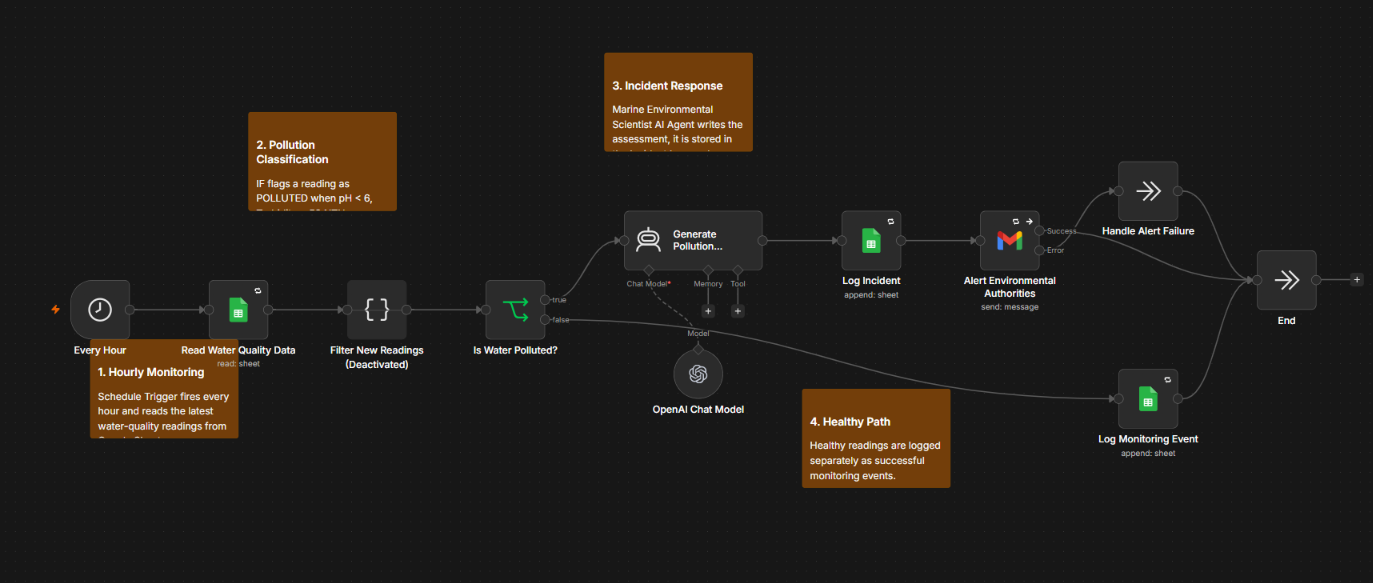 3. Incident Response
Marine Environmental
Scientist AI Agent writes the
assessment, it is stored in
2. Pollution
Classification
IF flags a reading as
POLLUTED when pH < 6,
Generate
Pollution...
Chat Model*
Memory
Tool
Model
OpenAI Chat Model
Every Hour
Read Water Quality Data
read: sheet
Filter New Readings
(Deactivated)
Is Water Polluted?
true
false
1. Hourly Monitoring
Schedule Trigger fires every
hour and reads the latest
water-quality readings from
Log Incident
append: sheet
Success
Error
Alert Environmental
Authorities
send: message
Handle Alert Failure
End
4. Healthy Path
Healthy readings are logged
separately as successful
monitoring events.
Log Monitoring Event
append: sheet